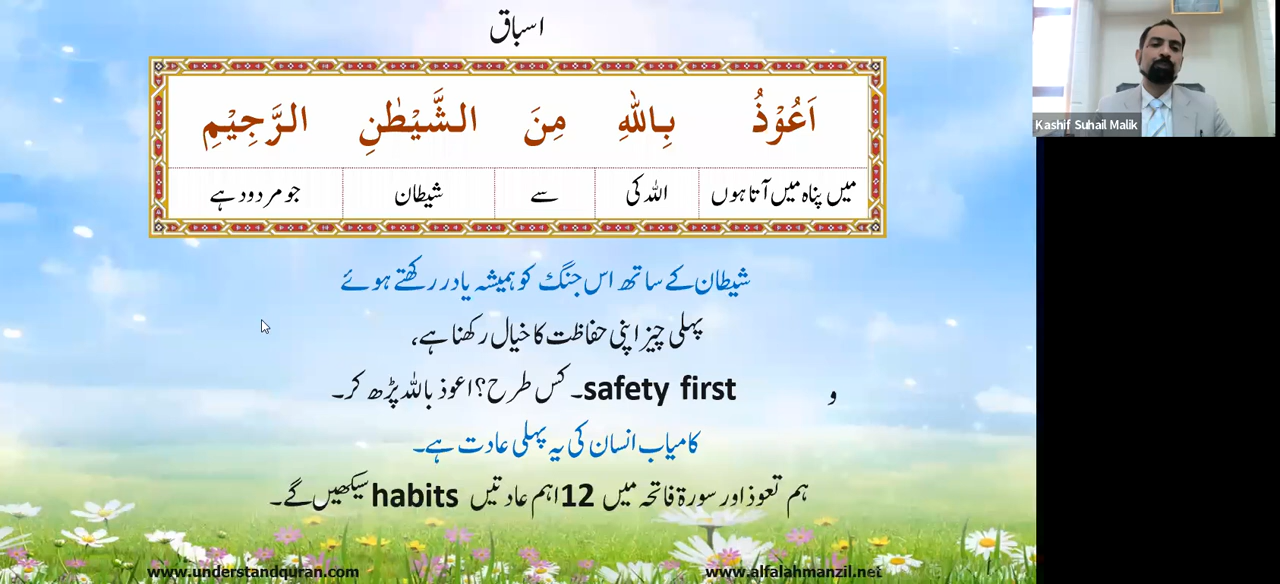 اسباق
اَعُوْذُ بِاللّٰهِ مِنَ الشَّيْطٰنِ الرَّجِيْمِ
میں پناہ میں آتا ہوں اللہ کی سے شیطان جو مردود ہے
شیطان کے ساتھ اس جنگ کو ہمیشہ یادر رکھتے ہوئے
پہلی چیز اپنی حفاظت کا خیال رکھنا ہے،
و safety first۔ کس طرح؟ اعوذ باللہ پڑھ کر۔
کامیاب انسان کی یہ پہلی عادت ہے۔
ہم تعوذ اور سورۃ فاتحہ میں 12 اہم عادتیں habits سیکھیں گے۔
www.understandquran.com www.alfalahmanzil.net
Kashif Suhail Malik